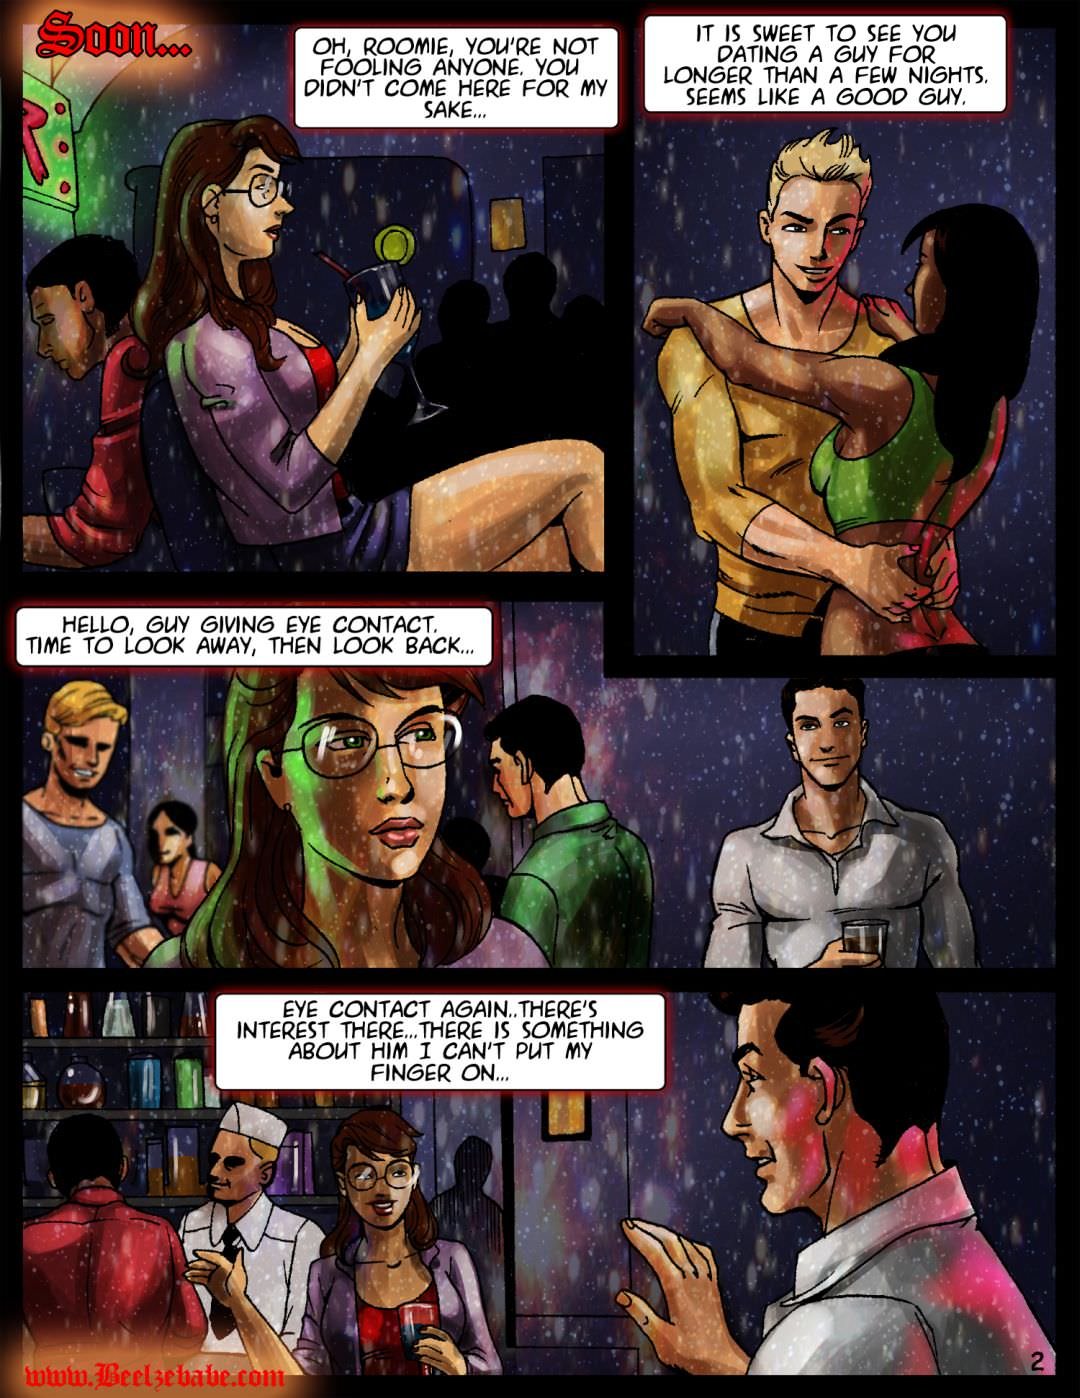 Soon...
OH, ROOMIE, YOU'RE NOT
FOOLING ANYONE. YOU
DIDN'T COME HERE FOR MY
SAKE...
IT IS SWEET TO SEE YOU
DATING A GUY FOR
LONGER THAN A FEW NIGHTS.
SEEMS LIKE A GOOD GUY.
R
HELLO, GUY GIVING EYE CONTACT.
TIME TO LOOK AWAY, THEN LOOK BACK...
EYE CONTACT AGAIN..THERE'S
INTEREST THERE...THERE IS SOMETHING
ABOUT HIM I CAN'T PUT MY
FINGER ON...
www.Beelzebabe.com
2